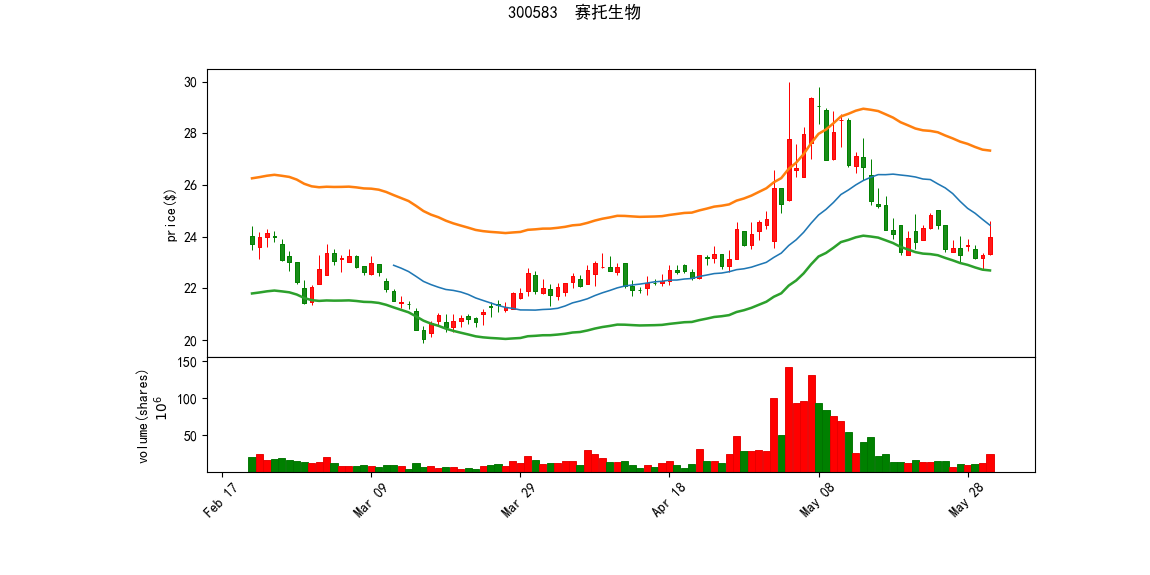 300583 赛托生物
price($)
30
28
26
24
22
20
volume(shares)
10^6
150
100
50
Feb 17
Mar 09
Mar 29
Apr 18
May 08
May 28